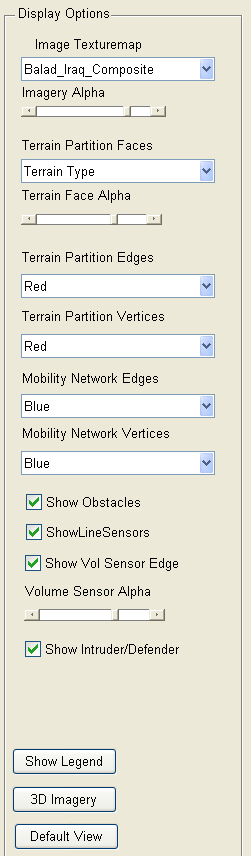 Display Options
Image Texturemap
Balad_Iraq_Composite
Imagery Alpha
Terrain Partition Faces
Terrain Type
Terrain Face Alpha
Terrain Partition Edges
Red
Terrain Partition Vertices
Red
Mobility Network Edges
Blue
Mobility Network Vertices
Blue
Show Obstacles
ShowLineSensors
Show Vol Sensor Edge
Volume Sensor Alpha
Show Intruder/Defender
Show Legend
3D Imagery
Default View